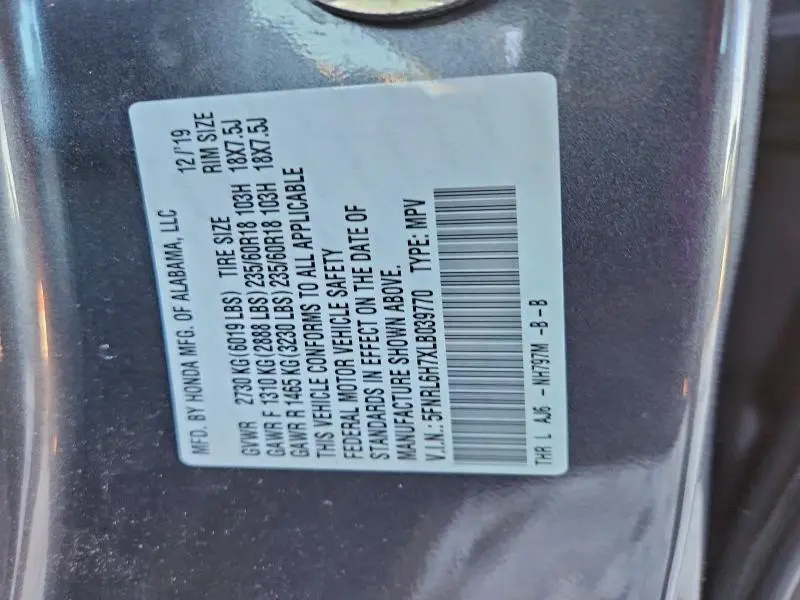 MFD. BY HONDA MFG. OF ALABAMA, LLC 12/'19
GVWR 2730 KG(6019 LBS) TIRE SIZE RIM SIZE
GAWR F 1310 KG(2888 LBS) 235/60R18 103H 18X7.5J
GAWR R 1465 KG(3230 LBS) 235/60R18 103H 18X7.5J
THIS VEHICLE CONFORMS TO ALL APPLICABLE
FEDERAL MOTOR VEHICLE SAFETY
STANDARDS IN EFFECT ON THE DATE OF
MANUFACTURE SHOWN ABOVE.
V.I.N.: 5FNRL6H7XLB039770 TYPE: MPV
THR L AJ6 -NH797M -B-B